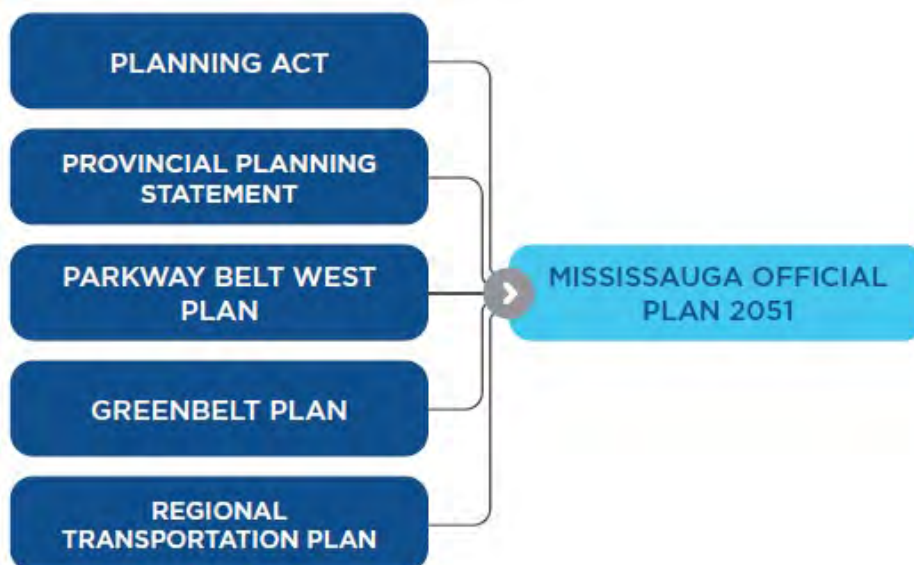 PLANNING ACT
PROVINCIAL PLANNING
STATEMENT
PARKWAY BELT WEST
PLAN
GREENBELT PLAN
REGIONAL
TRANSPORTATION PLAN
MISSISSAUGA OFFICIAL
PLAN 2051